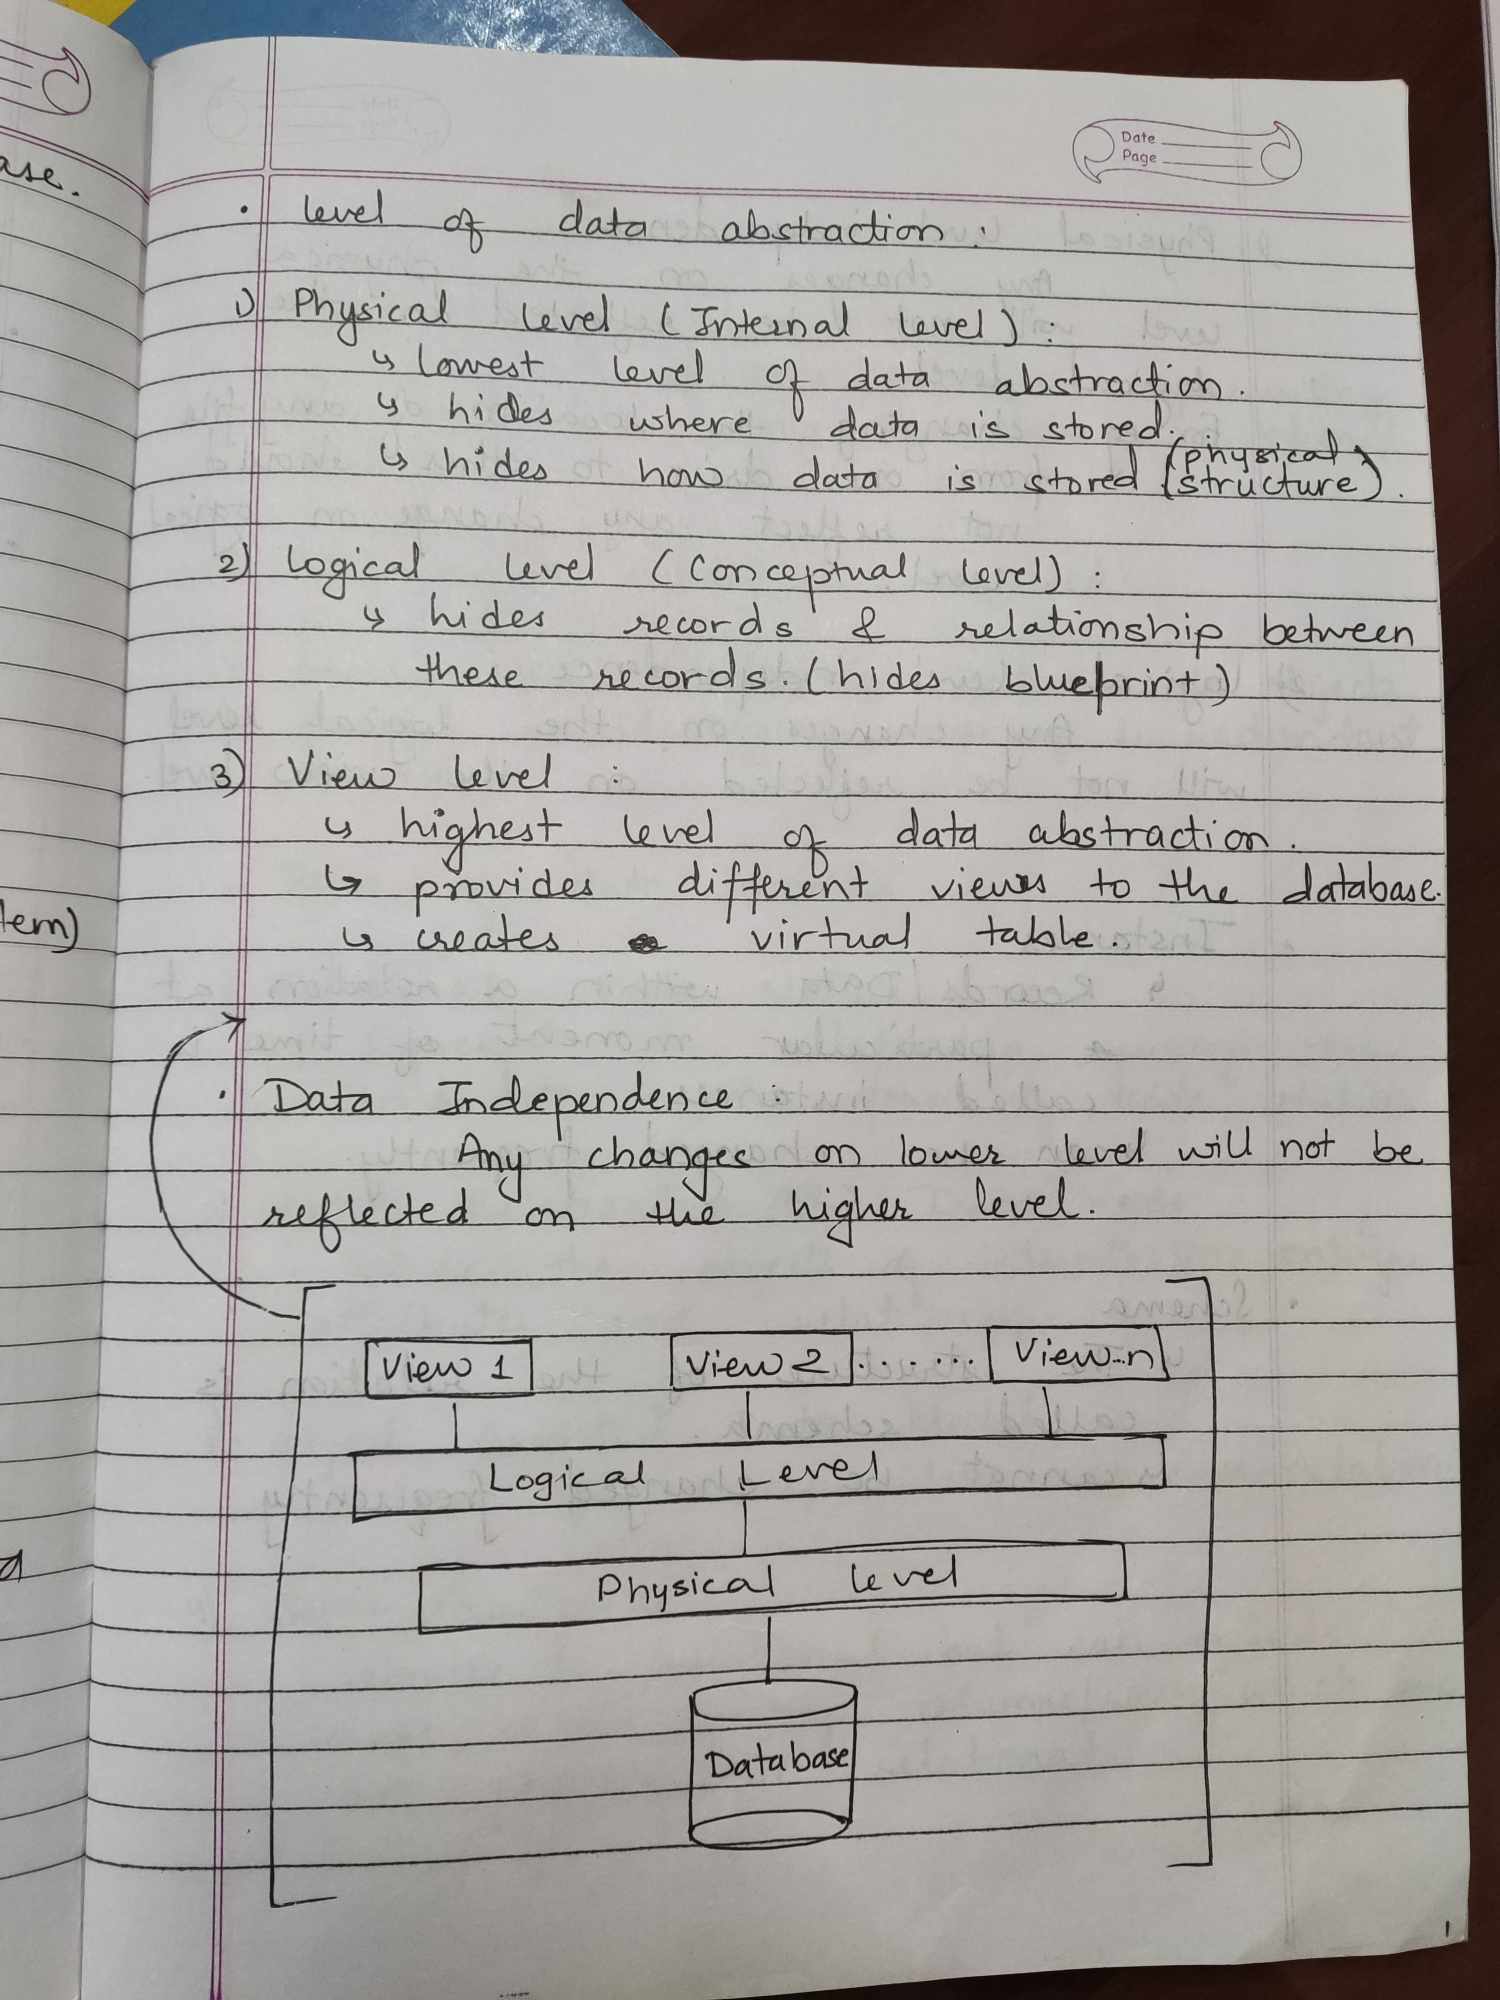 Date
Page
ase.
• level of data abstraction :
1) Physical level (Internal level) :
↳ lowest level of data abstraction.
↳ hides where data is stored.
↳ hides how data is stored (physical structure).
2) Logical level (Conceptual level) :
↳ hides records & relationship between
these records. (hides blueprint)
3) View level :
↳ highest level of data abstraction.
↳ provides different views to the database.
↳ creates virtual table.
tem)
• Data Independence :
Any changes on lower level will not be
reflected on the higher level.
View 1 View 2 ....... View n
Logical Level
Physical level
Database